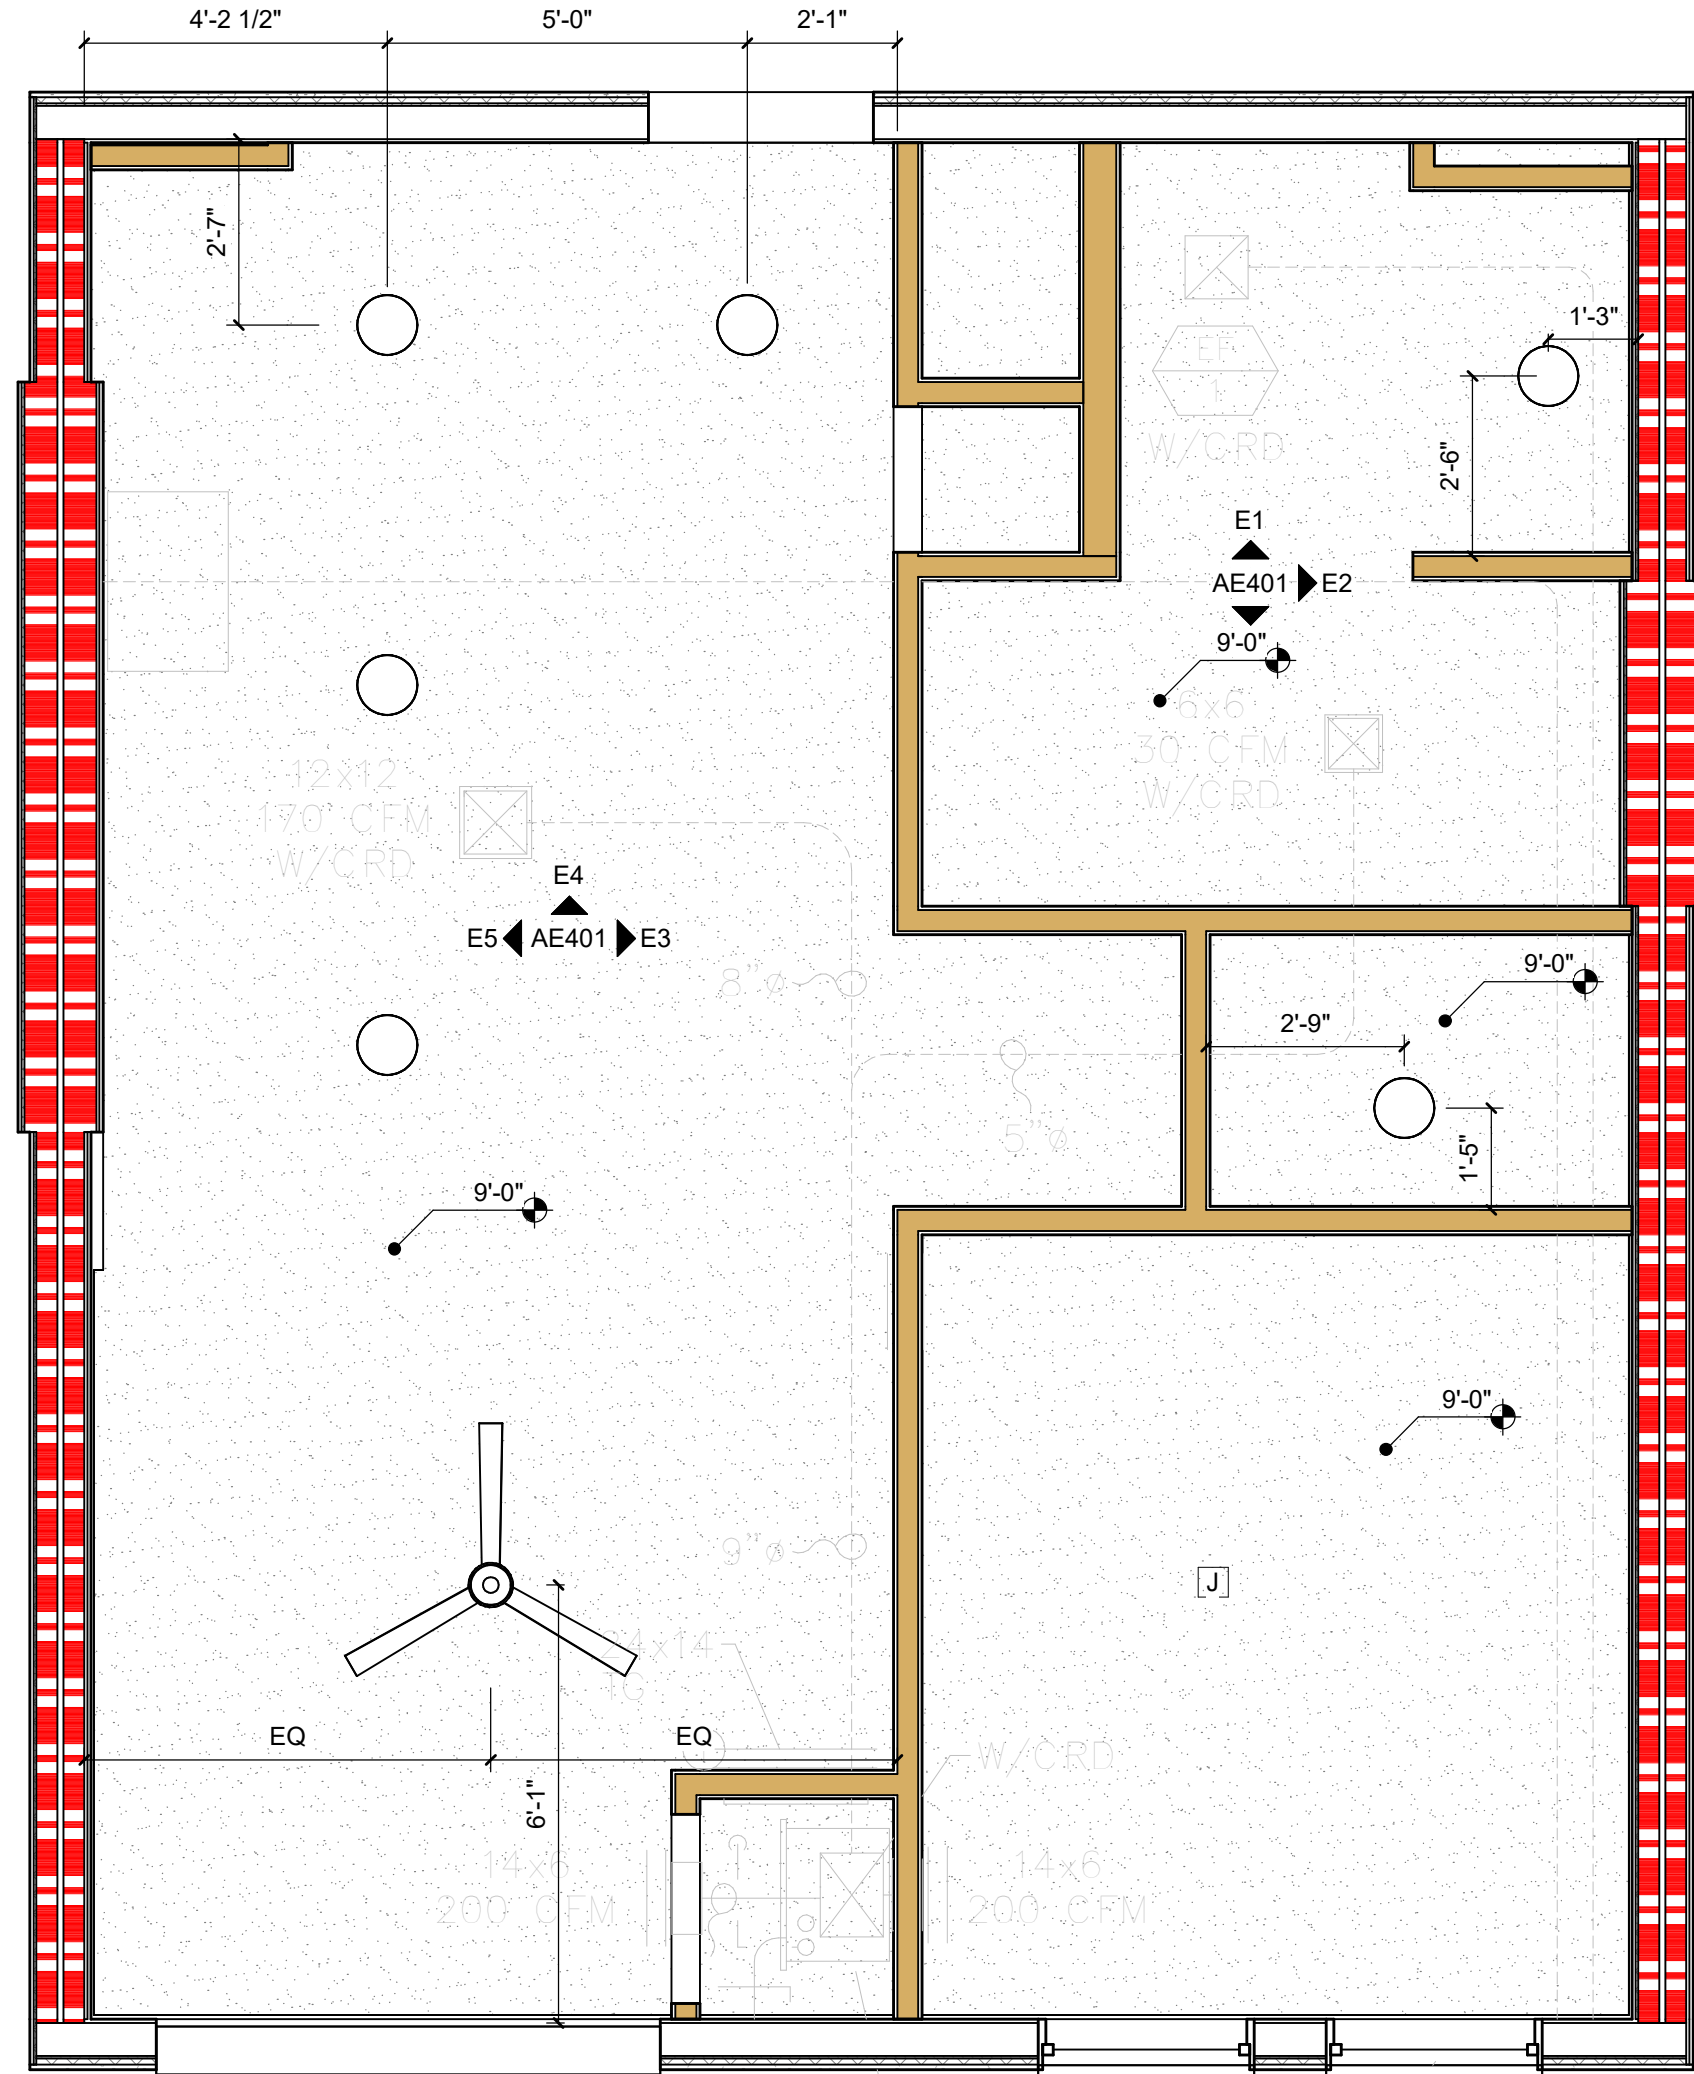 4'-2 1/2"
5'-0"
2'-1"
2'-7"
1'-3"
EF
1
W/CRD
2'-6"
E1
AE401
E2
9'-0"
6x6
30 CFM
W/CRD
12x12
170 CFM
W/CRD
E4
E5
AE401
E3
8"ø
9'-0"
2'-9"
5"ø
1'-5"
9'-0"
9'-0"
9"ø
J
24x14
TG
EQ
EQ
W/CRD
6'-1"
14x6
200 CFM
14x6
200 CFM